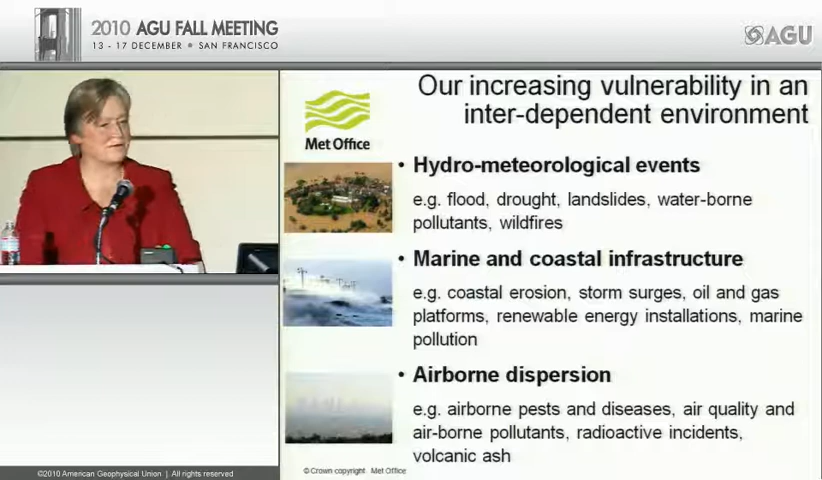 2010 AGU FALL MEETING
13 - 17 DECEMBER SAN FRANCISCO
AGU
Our increasing vulnerability in an
inter-dependent environment
Met Office
• Hydro-meteorological events
e.g. flood, drought, landslides, water-borne
pollutants, wildfires
• Marine and coastal infrastructure
e.g. coastal erosion, storm surges, oil and gas
platforms, renewable energy installations, marine
pollution
• Airborne dispersion
e.g. airborne pests and diseases, air quality and
air-borne pollutants, radioactive incidents,
volcanic ash
©2010 American Geophysical Union | All rights reserved
© Crown copyright Met Office